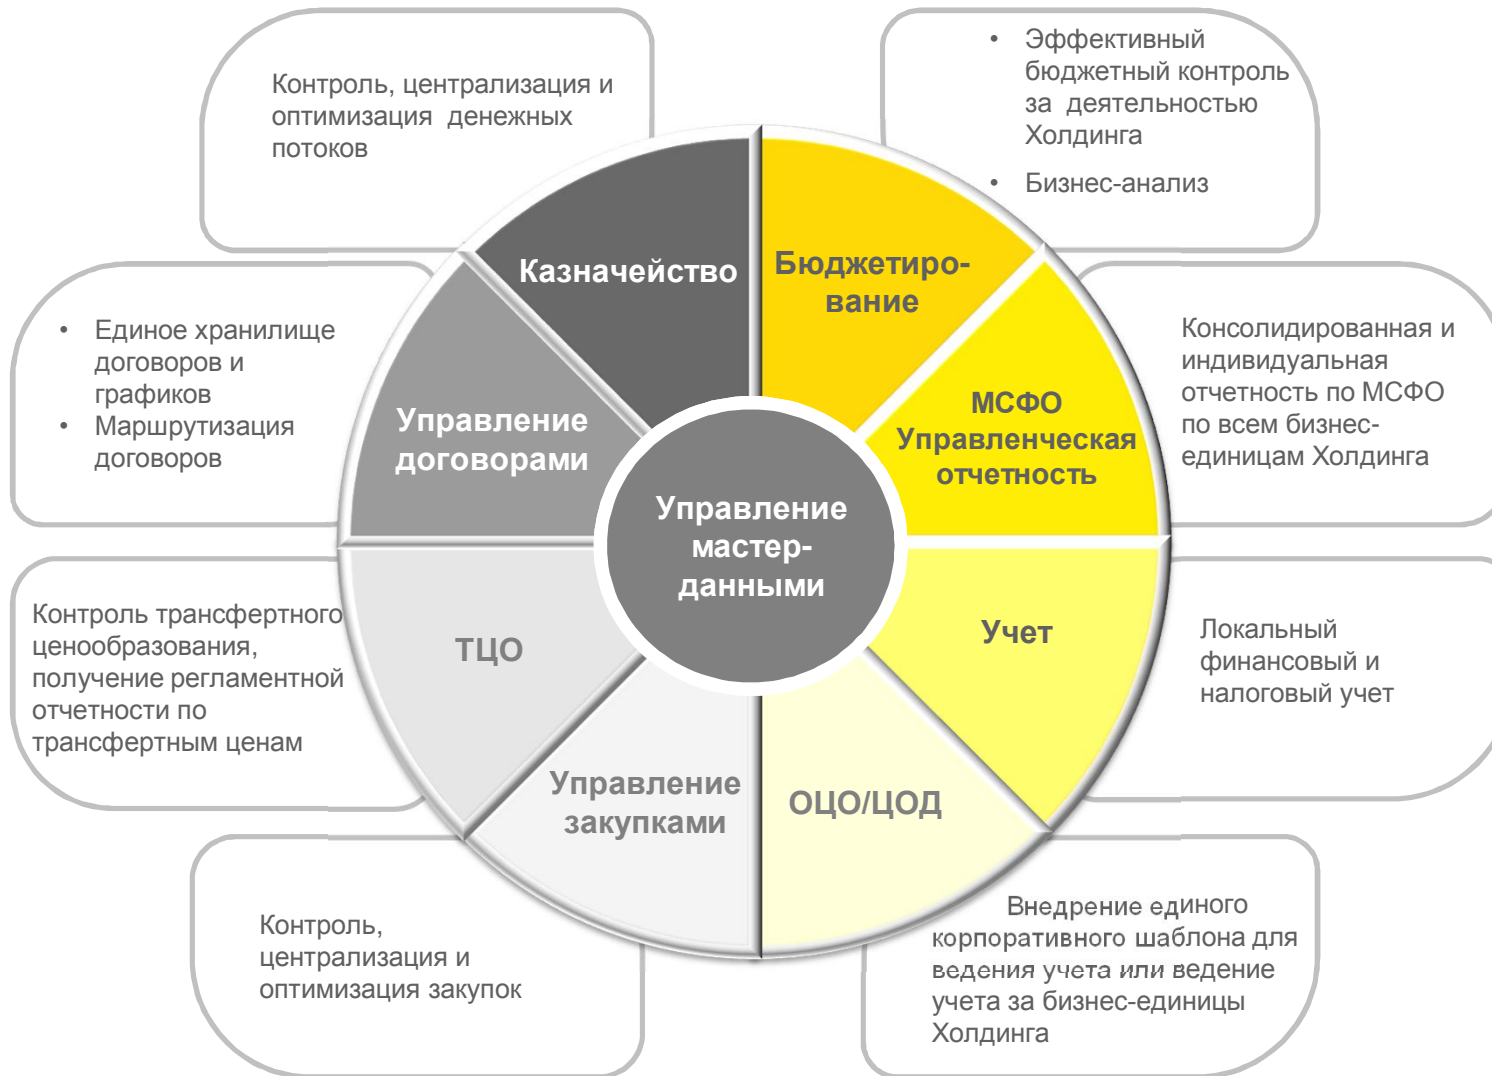 Контроль, централизация и
оптимизация денежных
потоков
• Эффективный
бюджетный контроль
за деятельностью
Холдинга
• Бизнес-анализ
Казначейство
Бюджетиро-
вание
• Единое хранилище
договоров и
графиков
• Маршрутизация
договоров
Управление
договорами
МСФО
Управленческая
отчетность
Консолидированная и
индивидуальная
отчетность по МСФО
по всем бизнес-
единицам Холдинга
Управление
мастер-
данными
Контроль трансфертного
ценообразования,
получение регламентной
отчетности по
трансфертным ценам
ТЦО
Учет
Локальный
финансовый и
налоговый учет
Управление
закупками
ОЦО/ЦОД
Контроль,
централизация и
оптимизация закупок
Внедрение единого
корпоративного шаблона для
ведения учета или ведение
учета за бизнес-единицы
Холдинга